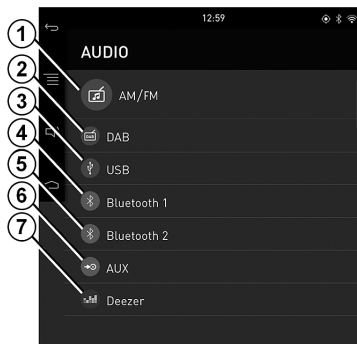 12:59
AUDIO
1
AM/FM
2
DAB
DAB
3
USB
4
Bluetooth 1
5
Bluetooth 2
6
AUX
7
Deezer